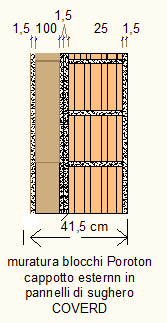 1,5
1,5 100 25 1,5
41,5 cm
muratura blocchi Poroton
cappotto esternn in
pannelli di sughero
COVERD